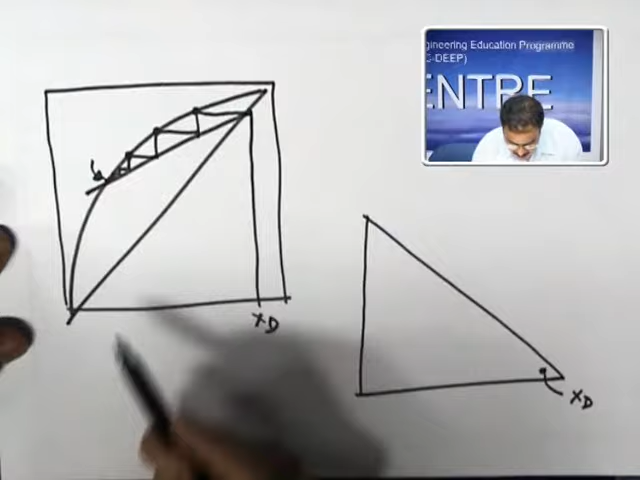 gineering Education Programme
-DEEP)
ENTRE
XD
XD